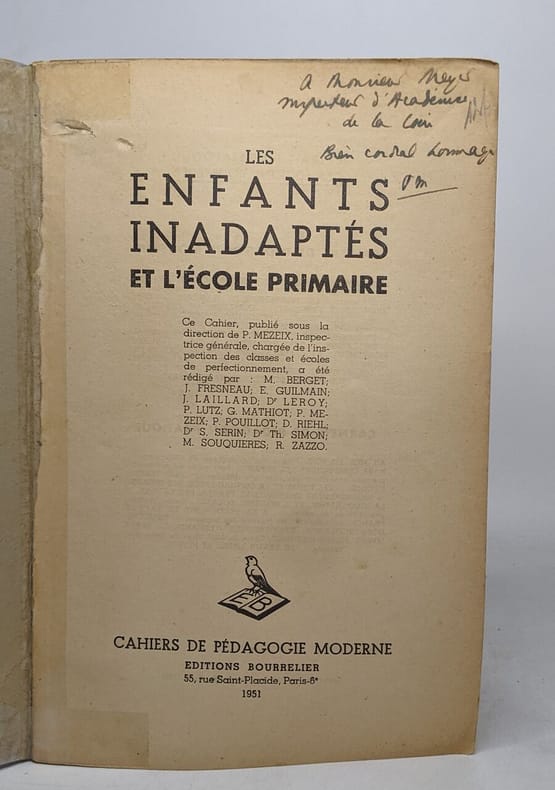 A Monsieur Meyer
Inspecteur d'Académie
de la Loire
Bien cordial hommage
PM
LES
ENFANTS
INADAPTÉS
ET L'ÉCOLE PRIMAIRE
Ce Cahier, publié sous la
direction de P. MEZEIX, inspec-
trice générale, chargée de l'ins-
pection des classes et écoles
de perfectionnement, a été
rédigé par : M. BERGET;
J. FRESNEAU; E. GUILMAIN;
J. LAILLARD; Dr LEROY;
P. LUTZ, G. MATHIOT; P. ME-
ZEIX; P. POUILLOT; D. RIEHL;
Dr S. SERIN; Dr Th. SIMON;
M. SOUQUIERES; R. ZAZZO.
EB
CAHIERS DE PÉDAGOGIE MODERNE
EDITIONS BOURRELIER
55, rue Saint-Placide, Paris-6e
1951